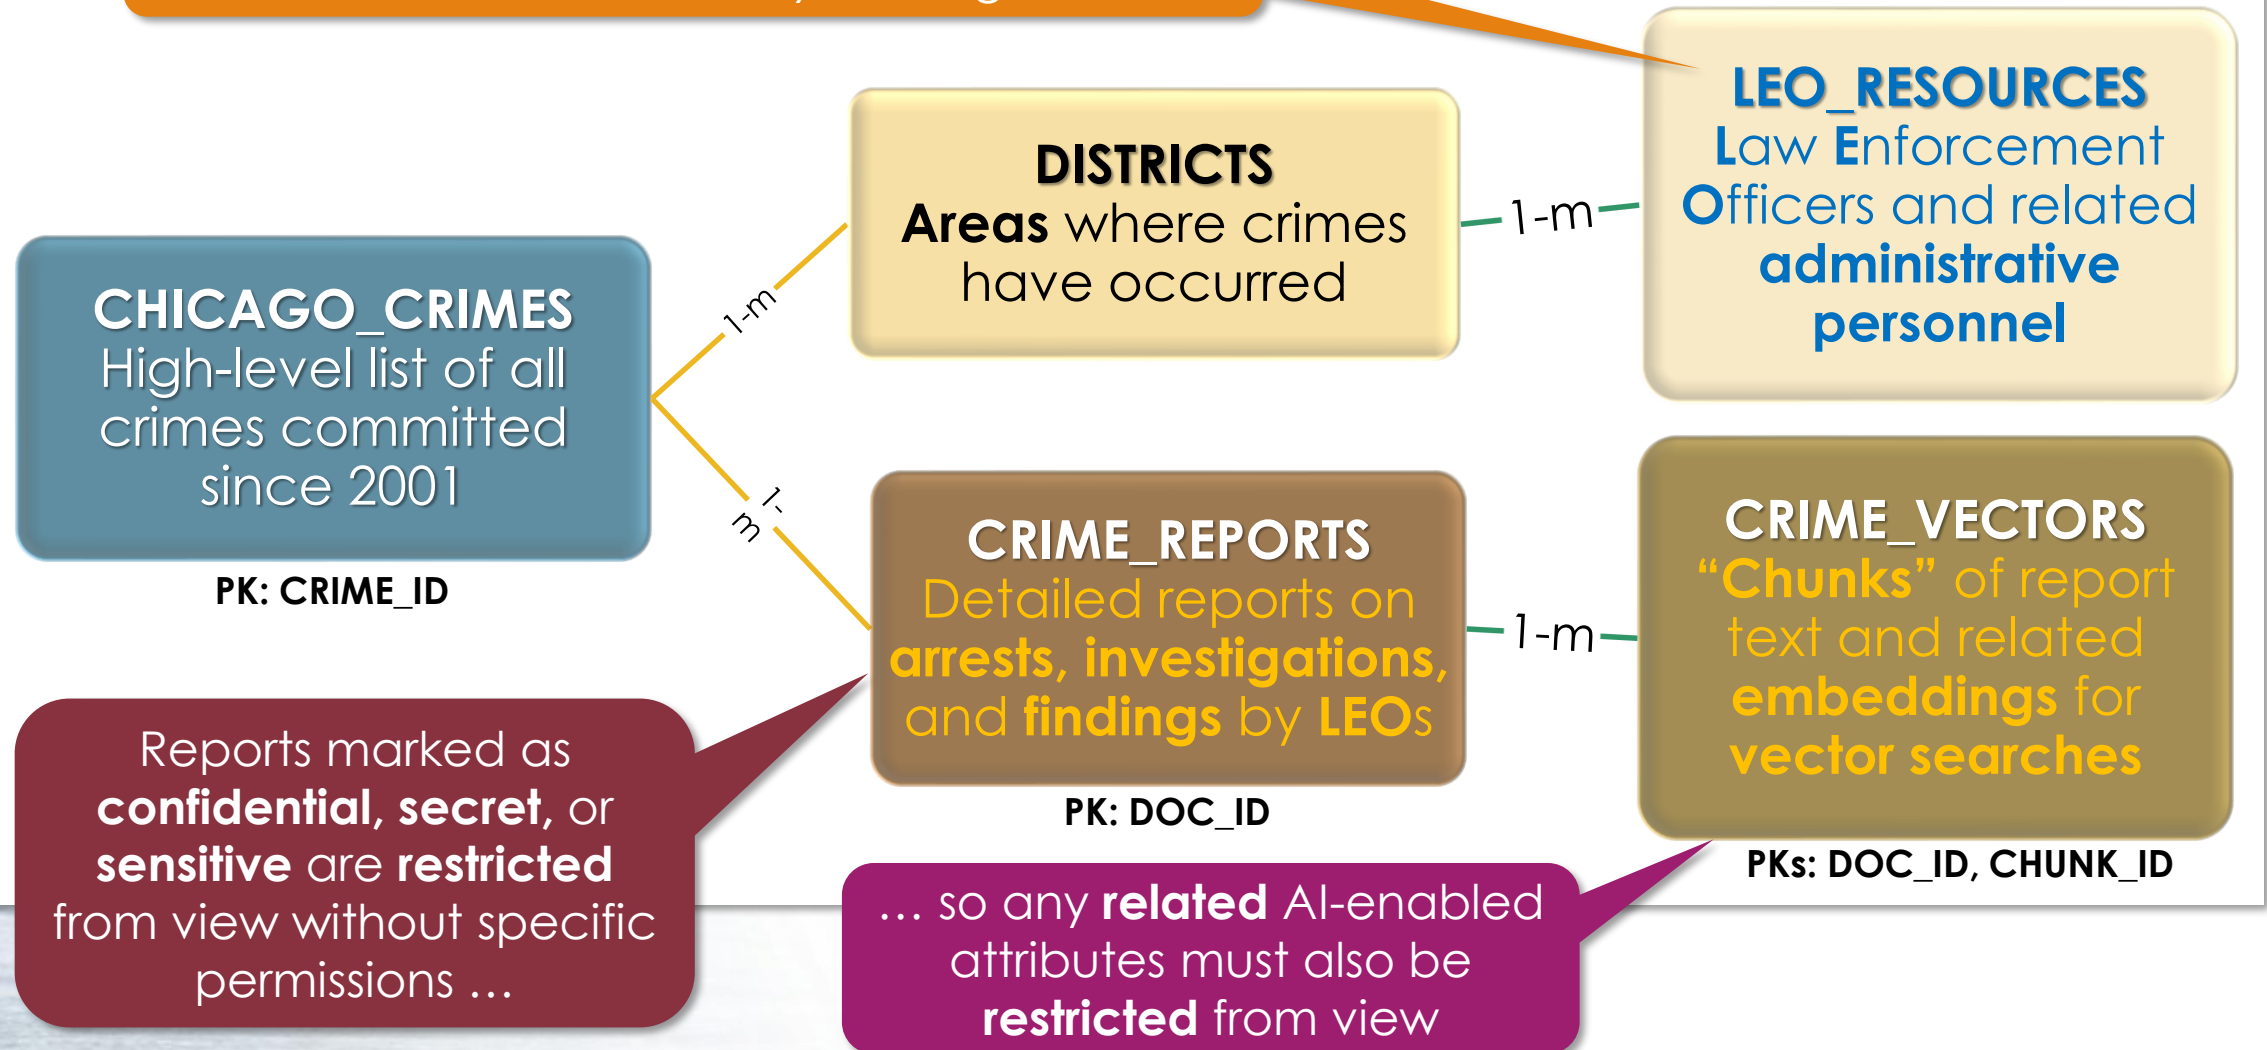 LEO_RESOURCES
Law Enforcement
Officers and related
administrative
personnel
DISTRICTS
Areas where crimes
have occurred
1-m
CHICAGO_CRIMES
High-level list of all
crimes committed
since 2001
PK: CRIME_ID
1-m
1-
m
CRIME_REPORTS
Detailed reports on
arrests, investigations,
and findings by LEOs
PK: DOC_ID
1-m
CRIME_VECTORS
“Chunks” of report
text and related
embeddings for
vector searches
PKs: DOC_ID, CHUNK_ID
Reports marked as
confidential, secret, or
sensitive are restricted
from view without specific
permissions …
… so any related AI-enabled
attributes must also be
restricted from view